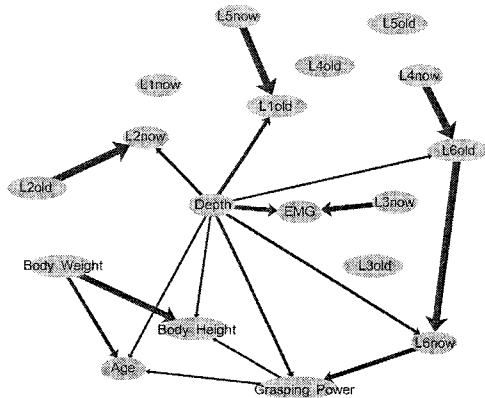 L5now
L5old
L4old
L4now
L1now
L1old
L2now
L6old
L2old
Depth
EMG
L3now
Body Weight
L3old
Body Height
L6now
Age
Grasping Power